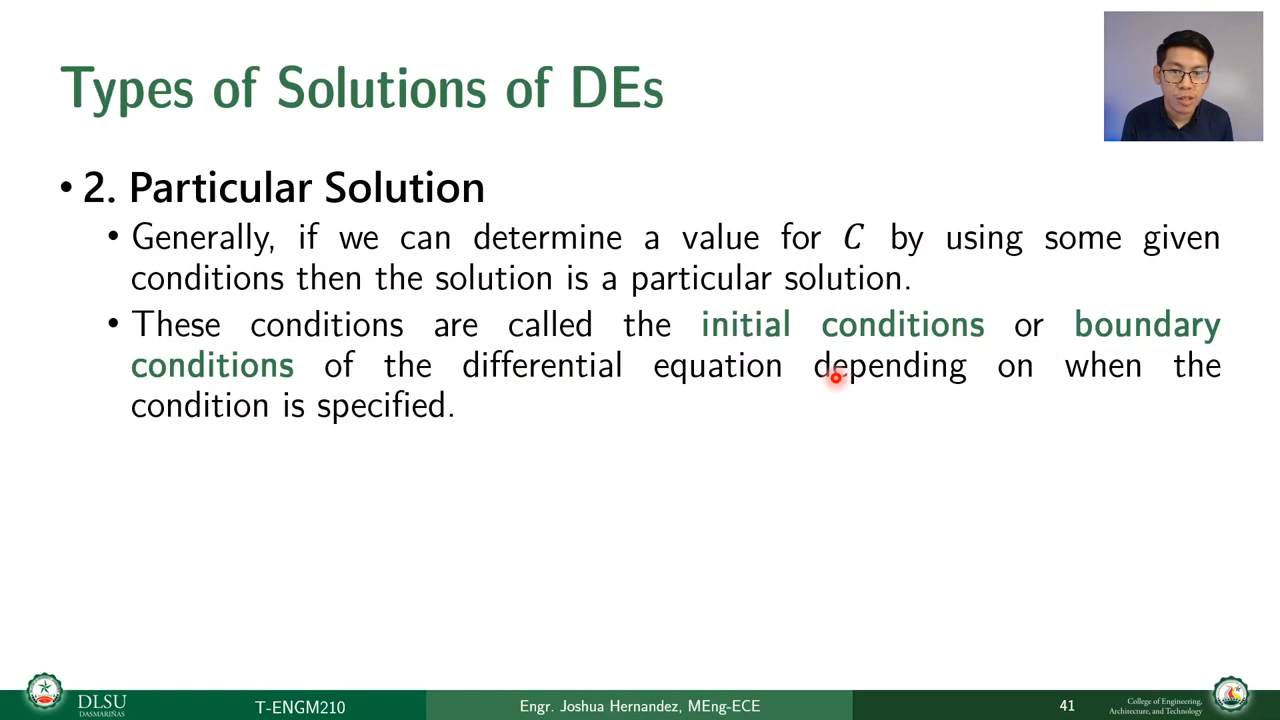 Types of Solutions of DEs
• 2. Particular Solution
• Generally, if we can determine a value for C by using some given
conditions then the solution is a particular solution.
• These conditions are called the initial conditions or boundary
conditions of the differential equation depending on when the
condition is specified.
DLSU
DASMARIÑAS
T-ENGM210
Engr. Joshua Hernandez, MEng-ECE
41
College of Engineering,
Architecture, and Technology